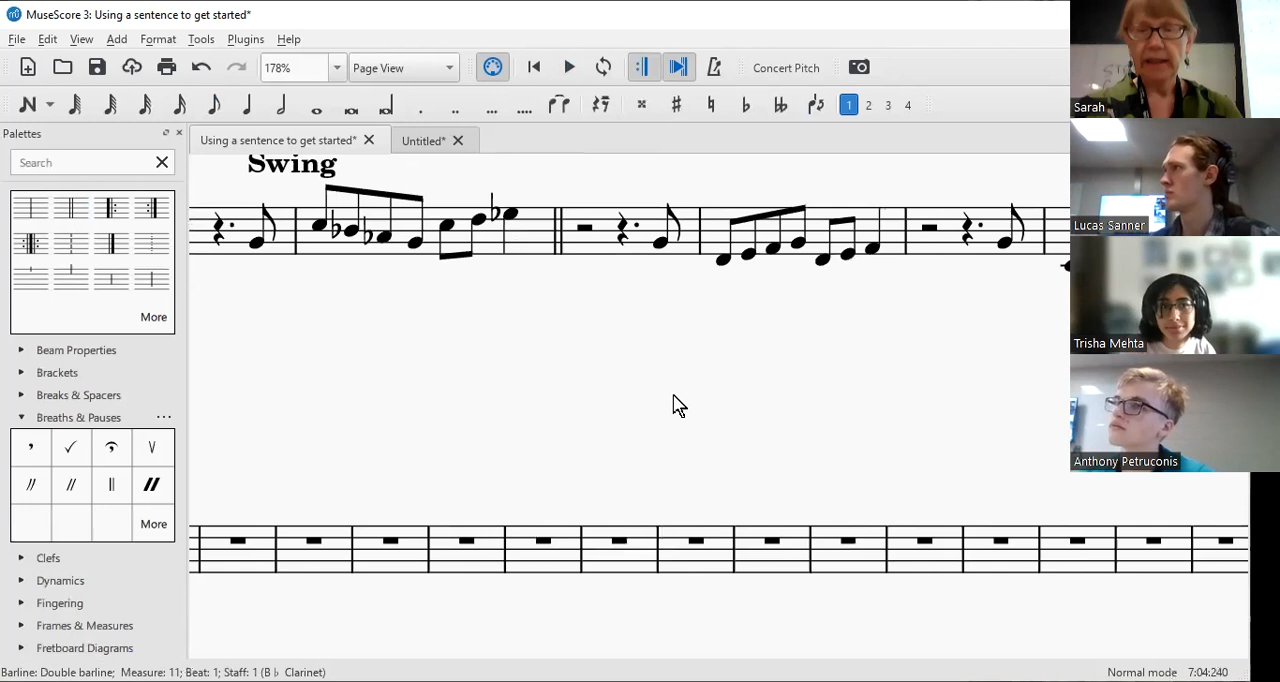 MuseScore 3: Using a sentence to get started*
File Edit View Add Format Tools Plugins Help
178% Page View Concert Pitch
1 2 3 4
Palettes
Search
More
Beam Properties
Brackets
Breaks & Spacers
Breaths & Pauses
More
Clefs
Dynamics
Fingering
Frames & Measures
Fretboard Diagrams
Using a sentence to get started* Untitled*
Swing
Sarah
Lucas Sanner
Trisha Mehta
Anthony Petruconis
Barline: Double barline; Measure: 11; Beat: 1; Staff: 1 (B♭ Clarinet) Normal mode 7:04:240